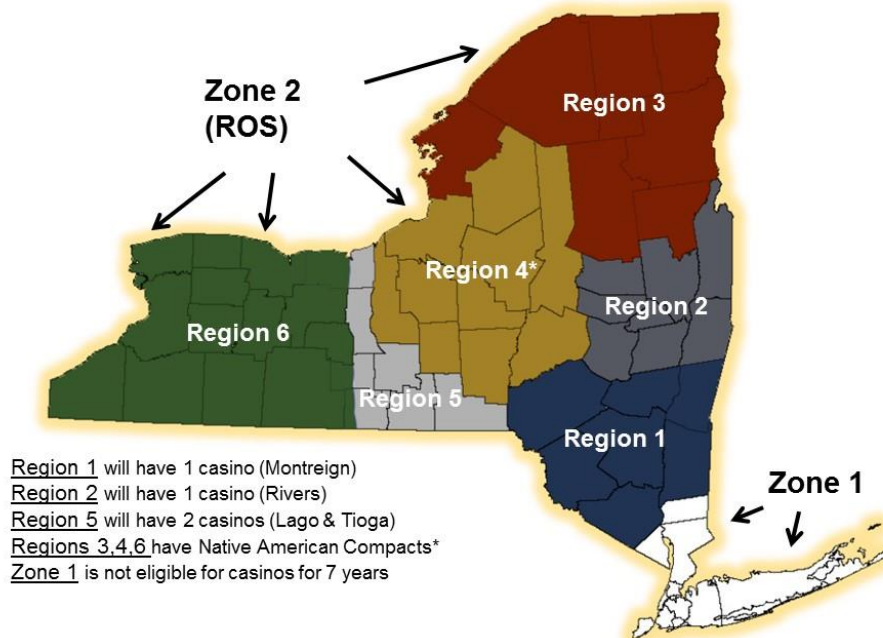 Zone 2
(ROS)
Region 3
Region 4*
Region 2
Region 6
Region 5
Region 1
Zone 1
Region 1 will have 1 casino (Montreign)
Region 2 will have 1 casino (Rivers)
Region 5 will have 2 casinos (Lago & Tioga)
Regions 3,4,6 have Native American Compacts*
Zone 1 is not eligible for casinos for 7 years